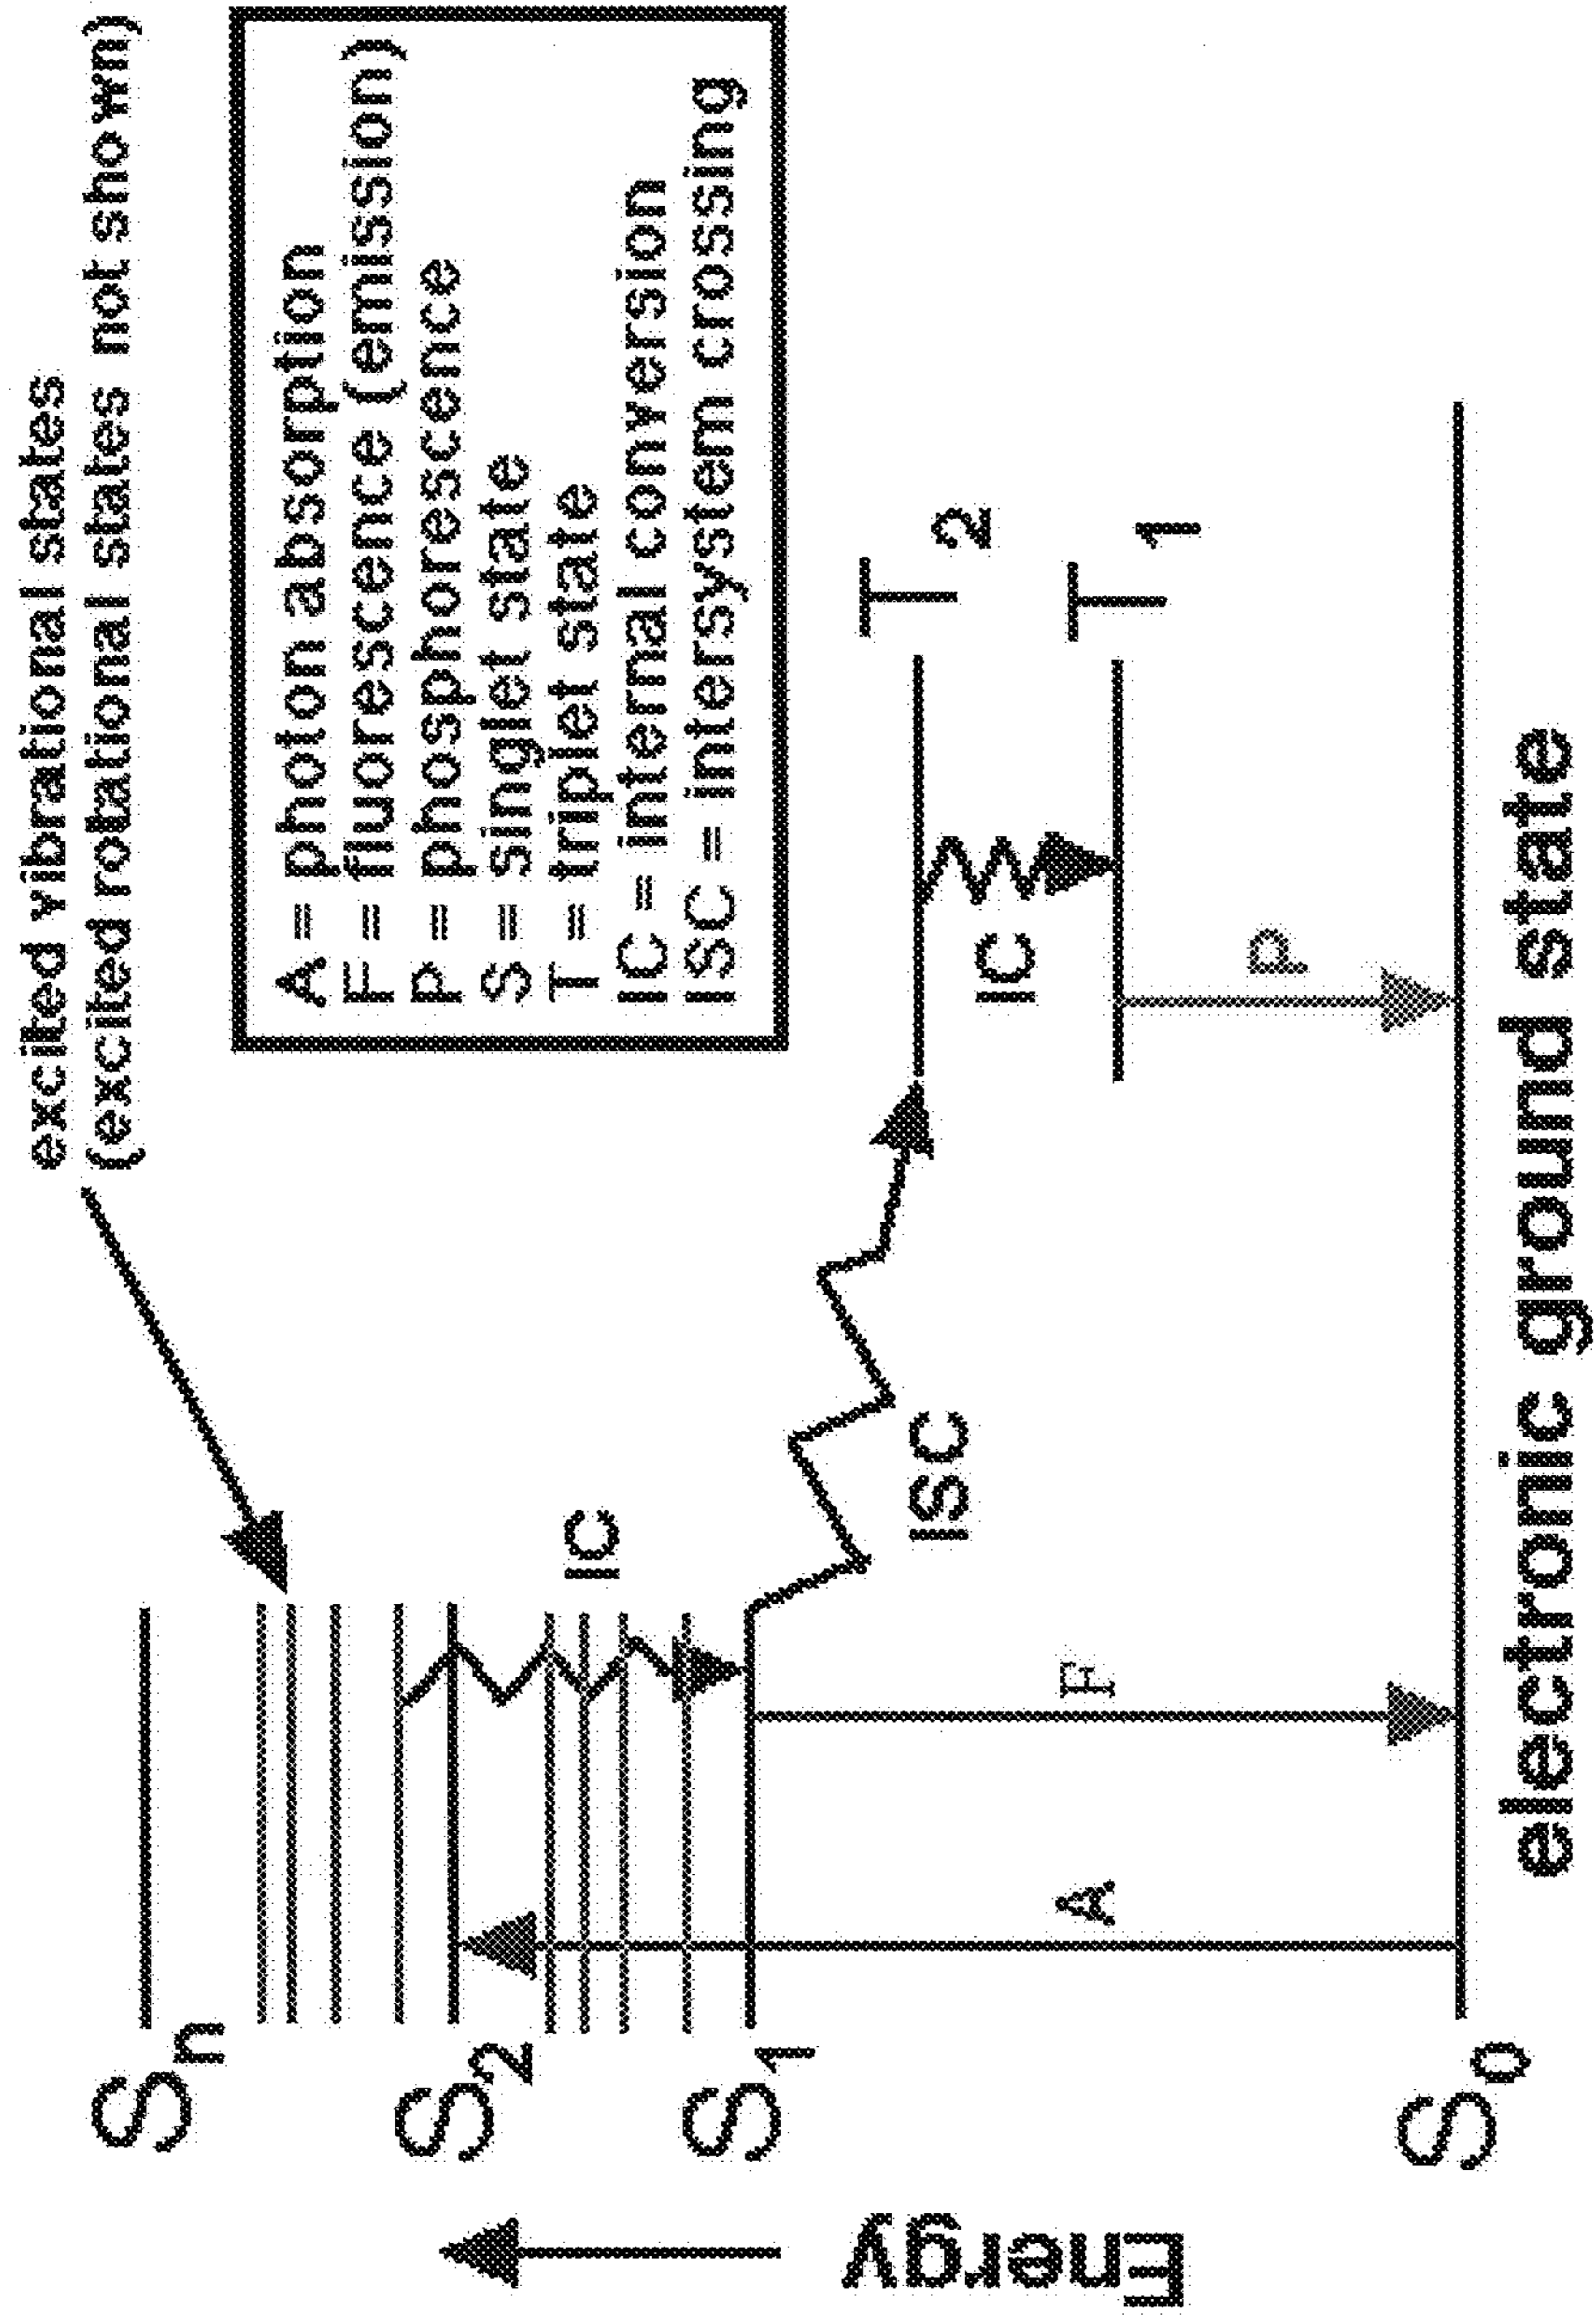 excited vibrational states
(excited rotational states not shown)
A = photon absorption
F = fluorescence (emission)
P = phosphorescence
S = singlet state
T = triplet state
IC = internal conversion
ISC = intersystem crossing
Energy
Sn
S2
S1
S0
IC
ISC
A
F
T2
T1
IC
P
electronic ground state